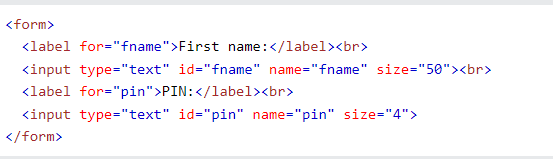 <form>
<label for="fname">First name:</label><br>
<input type="text" id="fname" name="fname" size="50"><br>
<label for="pin">PIN:</label><br>
<input type="text" id="pin" name="pin" size="4">
</form>